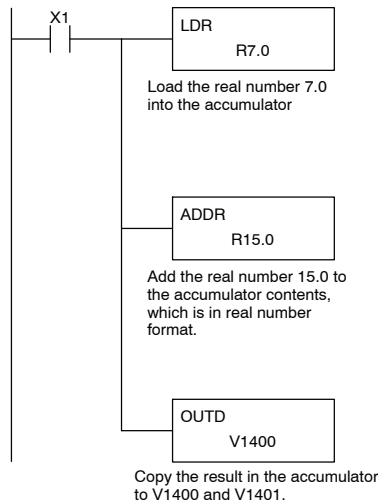 X1
LDR
R7.0
Load the real number 7.0
into the accumulator
ADDR
R15.0
Add the real number 15.0 to
the accumulator contents,
which is in real number
format.
OUTD
V1400
Copy the result in the accumulator
to V1400 and V1401.